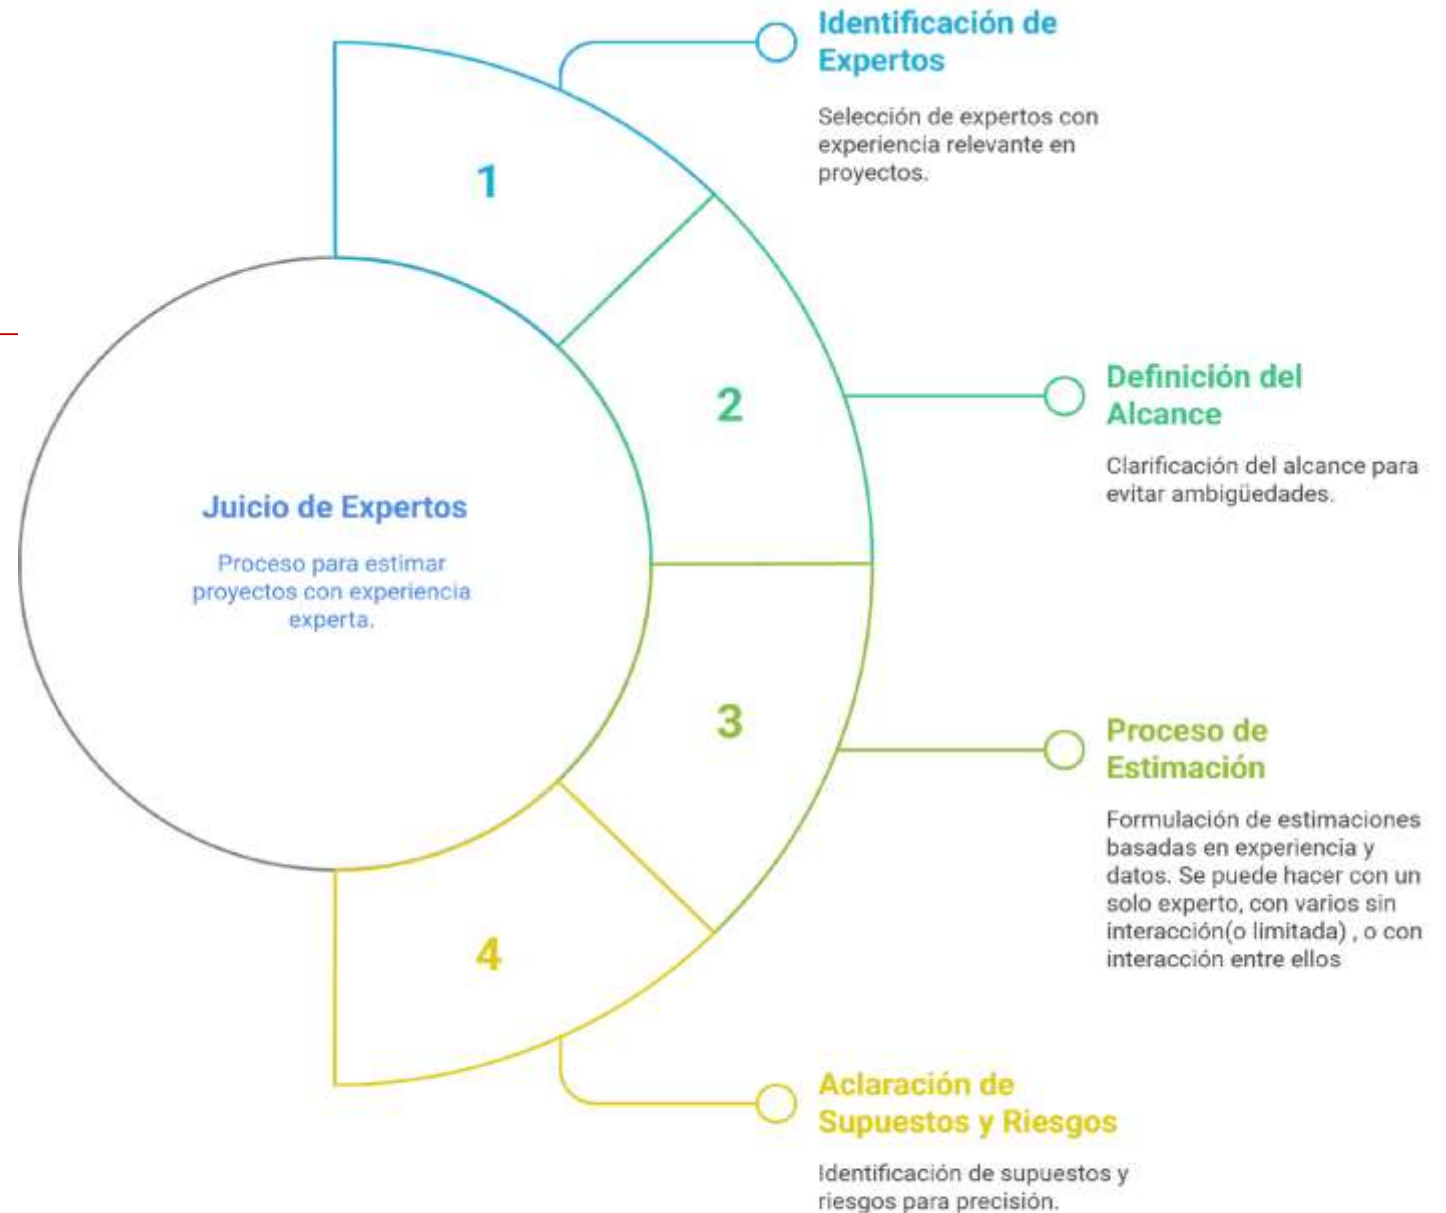 Identificación de
Expertos
Selección de expertos con
experiencia relevante en
proyectos.
1
2
Definición del
Alcance
Clarificación del alcance para
evitar ambigüedades.
Juicio de Expertos
Proceso para estimar
proyectos con experiencia
experta.
3
Proceso de
Estimación
Formulación de estimaciones
basadas en experiencia y
datos. Se puede hacer con un
solo experto, con varios sin
interacción(o limitada) , o con
interacción entre ellos
4
Aclaración de
Supuestos y Riesgos
Identificación de supuestos y
riesgos para precisión.